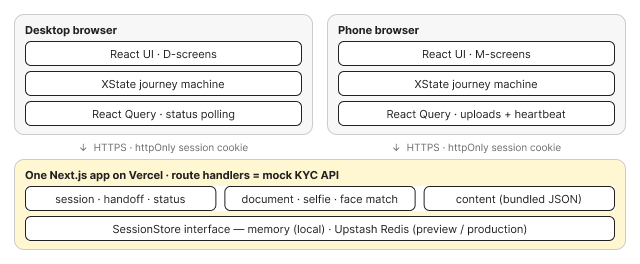 Desktop browser
React UI · D-screens
XState journey machine
React Query · status polling
Phone browser
React UI · M-screens
XState journey machine
React Query · uploads + heartbeat
↓ HTTPS · httpOnly session cookie
↓ HTTPS · httpOnly session cookie
One Next.js app on Vercel · route handlers = mock KYC API
session · handoff · status
document · selfie · face match
content (bundled JSON)
SessionStore interface — memory (local) · Upstash Redis (preview / production)